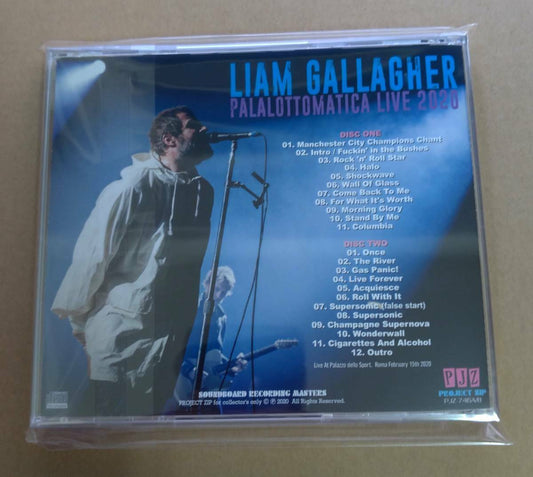 LIAM GALLAGHER
PALALOTTOMATICA LIVE 2020
DISC ONE
01. Manchester City Champions Chant
02. Intro / Fuckin' in the Bushes
03. Rock 'n' Roll Star
04. Halo
05. Shockwave
06. Wall Of Glass
07. Come Back To Me
08. For What It's Worth
09. Morning Glory
10. Stand By Me
11. Columbia
DISC TWO
01. Once
02. The River
03. Gas Panic!
04. Live Forever
05. Acquiesce
06. Roll With It
07. Supersonic (false start)
08. Supersonic
09. Champagne Supernova
10. Wonderwall
11. Cigarettes And Alcohol
12. Outro
Live At Palazzo dello Sport, Roma February 15th 2020
SOUNDBOARD RECORDING MASTERS
PROJECT ZIP for collector's only © ℗ 2020 All Rights Reserved.
PJZ
PROJECT ZIP